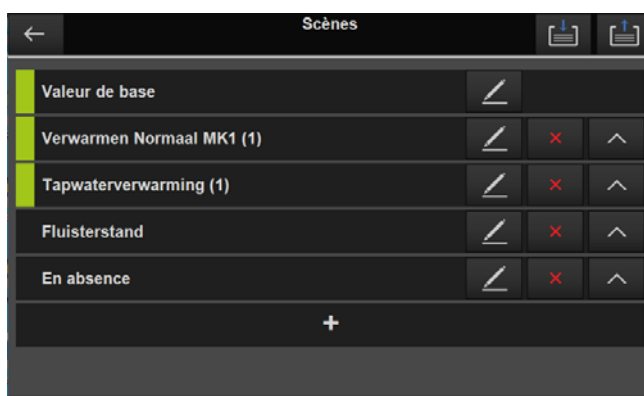 Scènes
Valeur de base
Verwarmen Normaal MK1 (1)
Tapwaterverwarming (1)
Fluisterstand
En absence
+